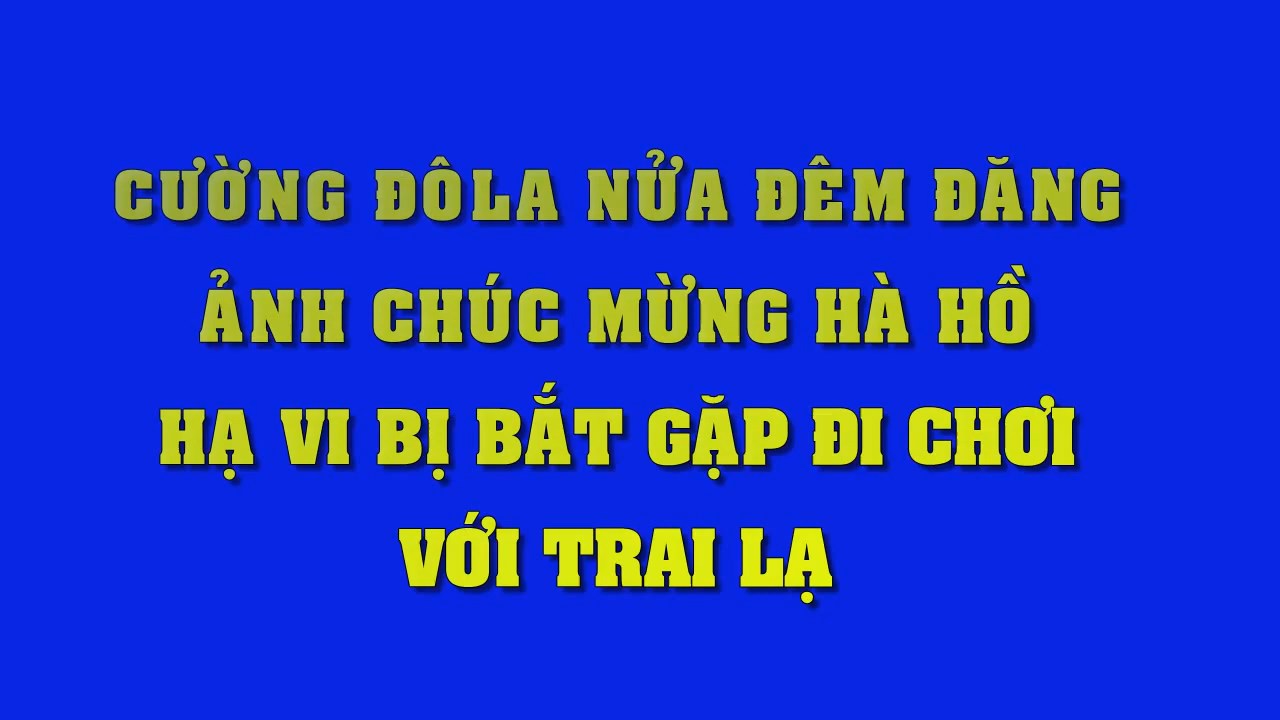 CƯỜNG ĐÔLA NỬA ĐÊM ĐĂNG
ẢNH CHÚC MỪNG HÀ HỒ
HẠ VI BỊ BẮT GẶP ĐI CHƠI
VỚI TRAI LẠ